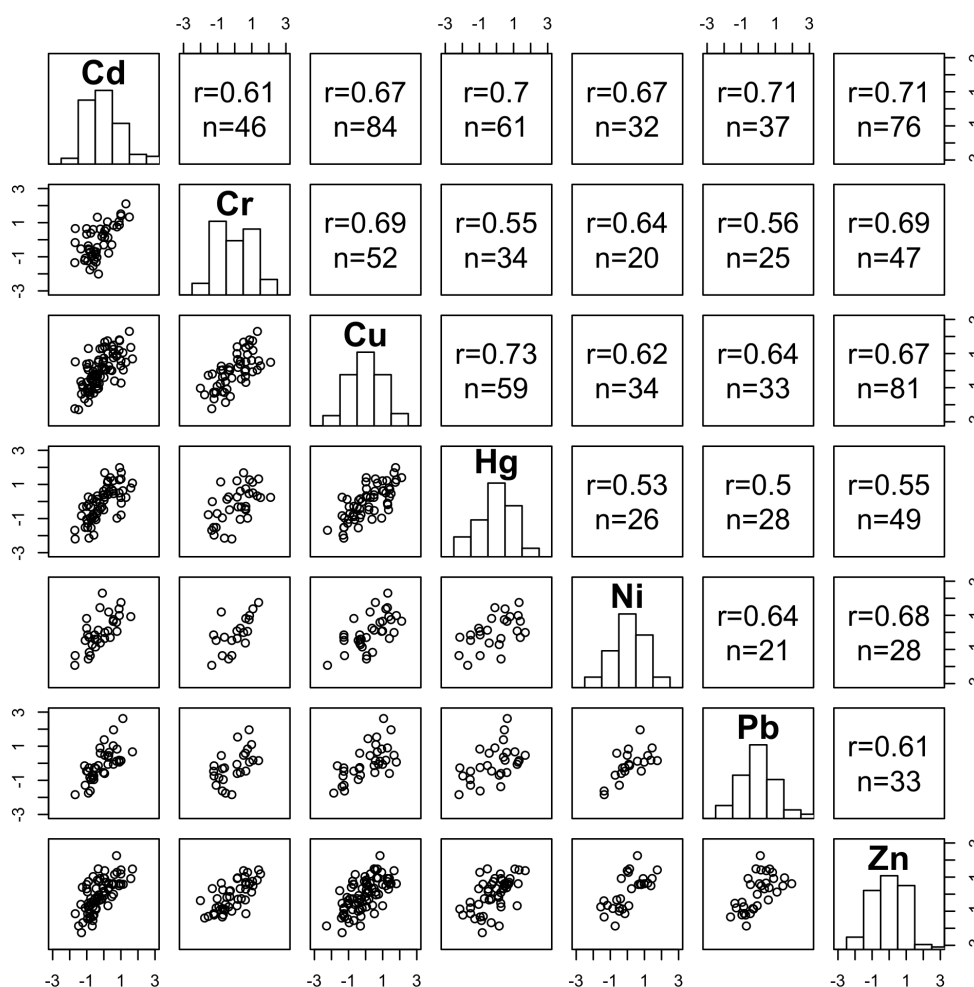 -3 -1 1 3 -3 -1 1 3 -3 -1 1 3
Cd
r=0.61 r=0.67 r=0.7 r=0.67 r=0.71 r=0.71
n=46 n=84 n=61 n=32 n=37 n=76
3
1
-1
-3
Cr
r=0.69 r=0.55 r=0.64 r=0.56 r=0.69
n=52 n=34 n=20 n=25 n=47
Cu
r=0.73 r=0.62 r=0.64 r=0.67
n=59 n=34 n=33 n=81
3
1
-1
-3
Hg
r=0.53 r=0.5 r=0.55
n=26 n=28 n=49
Ni
r=0.64 r=0.68
n=21 n=28
3
1
-1
-3
Pb
r=0.61
n=33
Zn
-3 -1 1 3 -3 -1 1 3 -3 -1 1 3 -3 -1 1 3